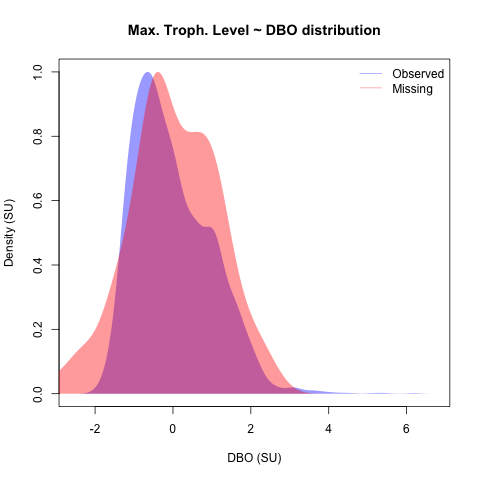 Max. Troph. Level ~ DBO distribution
Observed
Missing
Density (SU)
1.0
0.8
0.6
0.4
0.2
0.0
-2 0 2 4 6
DBO (SU)